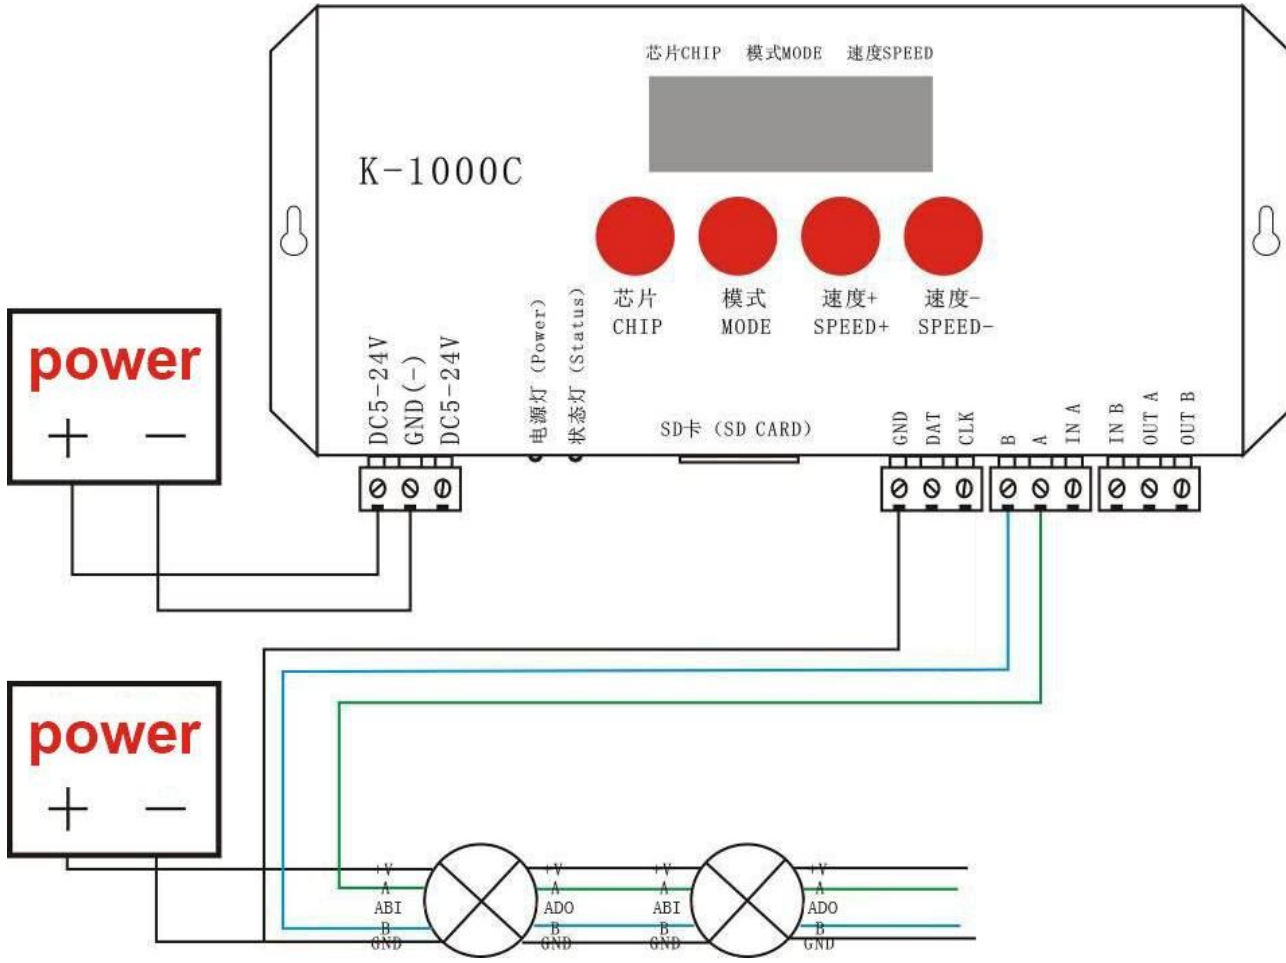 芯片CHIP 模式MODE 速度SPEED
K-1000C
芯片 模式 速度+ 速度-
CHIP MODE SPEED+ SPEED-
power
+ −
DC5-24V
GND(-)
DC5-24V
电源灯(Power)
状态灯(Status)
SD卡(SD CARD)
GND
DAT
CLK
B
A
IN A
IN B
OUT A
OUT B
power
+ −
+V +V +V +V
A A A A
ABI ADO ABI ADO
B B B B
GND GND GND GND